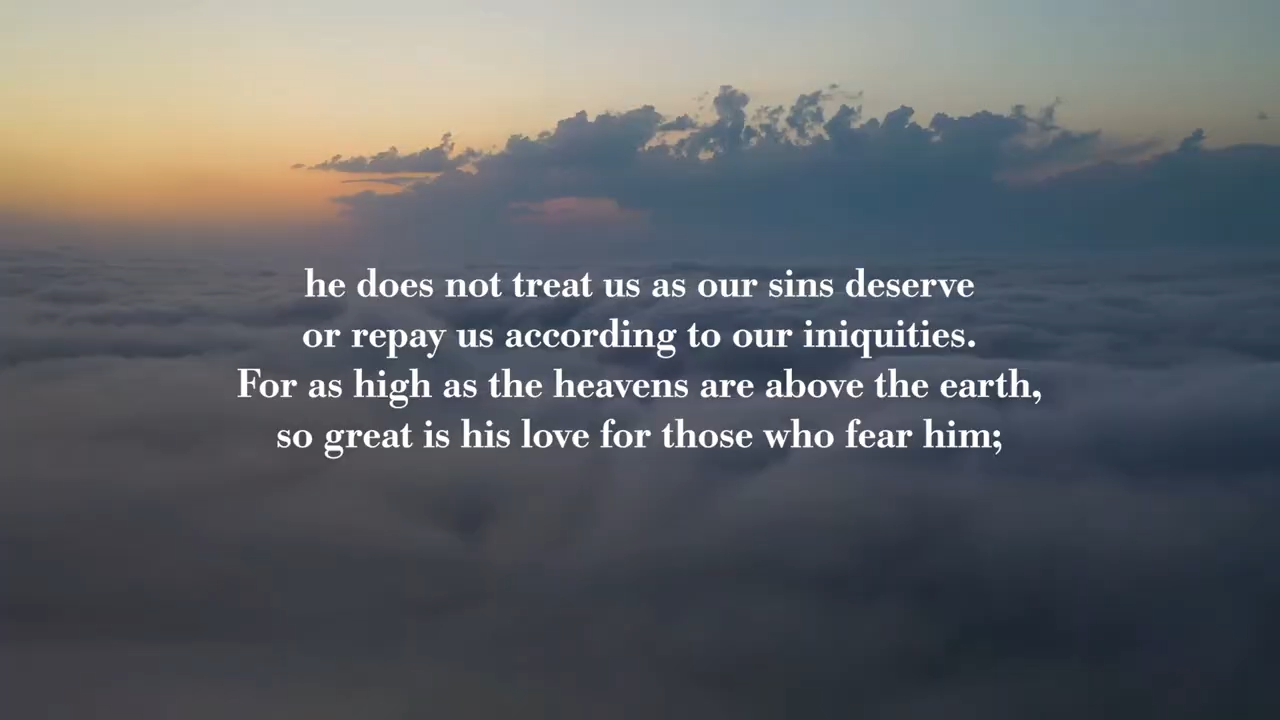 he does not treat us as our sins deserve
or repay us according to our iniquities.
For as high as the heavens are above the earth,
so great is his love for those who fear him;